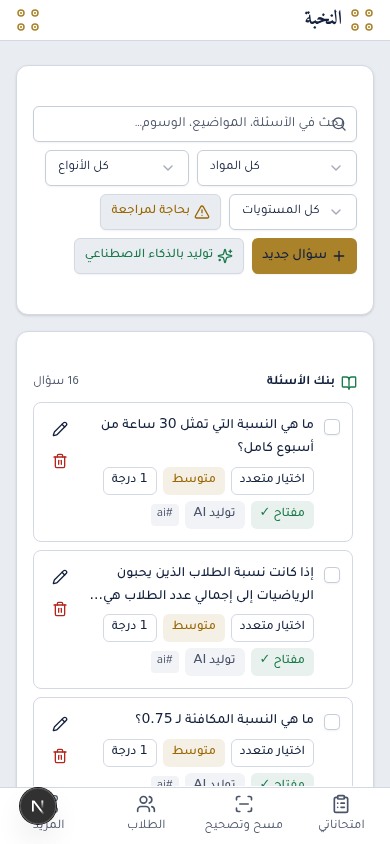 النخبة
بحث في الأسئلة، المواضيع، الوسوم...
كل المواد
كل الأنواع
كل المستويات
بحاجة لمراجعة
سؤال جديد
توليد بالذكاء الاصطناعي
بنك الأسئلة
16 سؤال
ما هي النسبة التي تمثل 30 ساعة من
أسبوع كامل؟
اختيار متعدد
متوسط
1 درجة
مفتاح ✓
توليد AI
#ai
إذا كانت نسبة الطلاب الذين يحبون
الرياضيات إلى إجمالي عدد الطلاب هي...
اختيار متعدد
متوسط
1 درجة
مفتاح ✓
توليد AI
#ai
ما هي النسبة المكافئة لـ 0.75؟
اختيار متعدد
متوسط
1 درجة
مفتاح ✓
توليد AI
#ai
امتحاناتي
مسح وتصحيح
الطلاب
المزيد
N